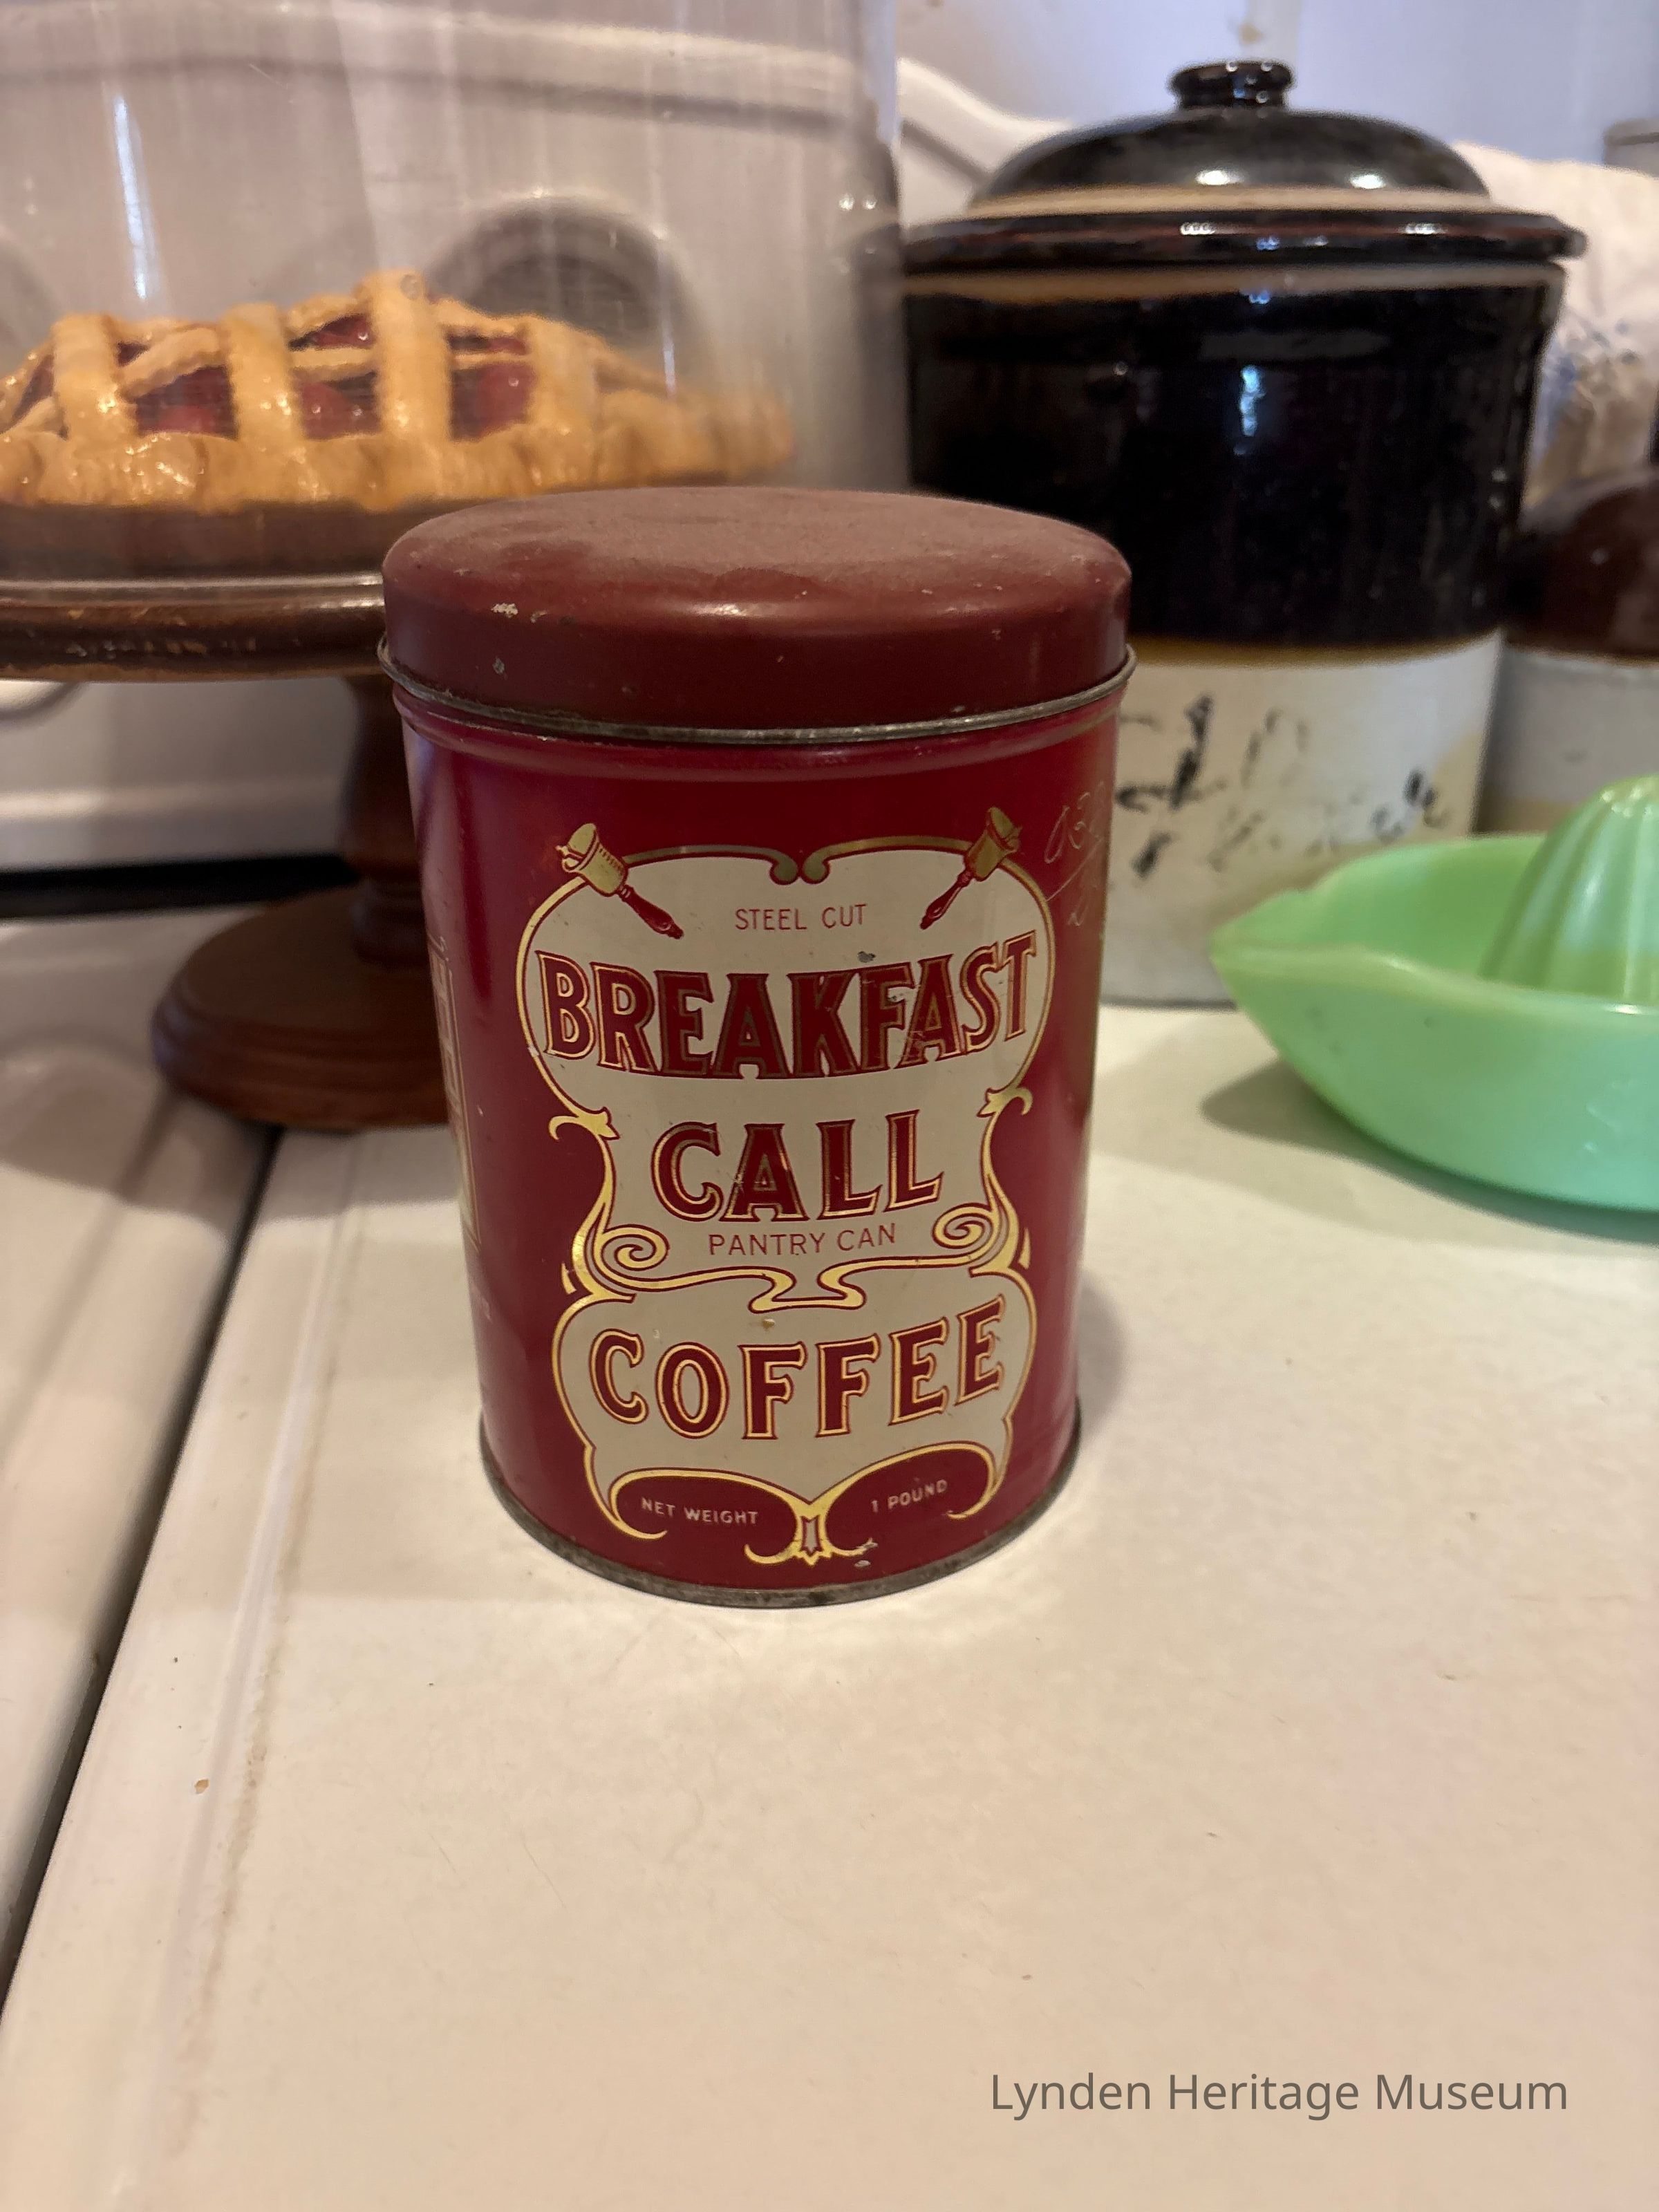 STEEL CUT
BREAKFAST
CALL
PANTRY CAN
COFFEE
NET WEIGHT 1 POUND
Lynden Heritage Museum